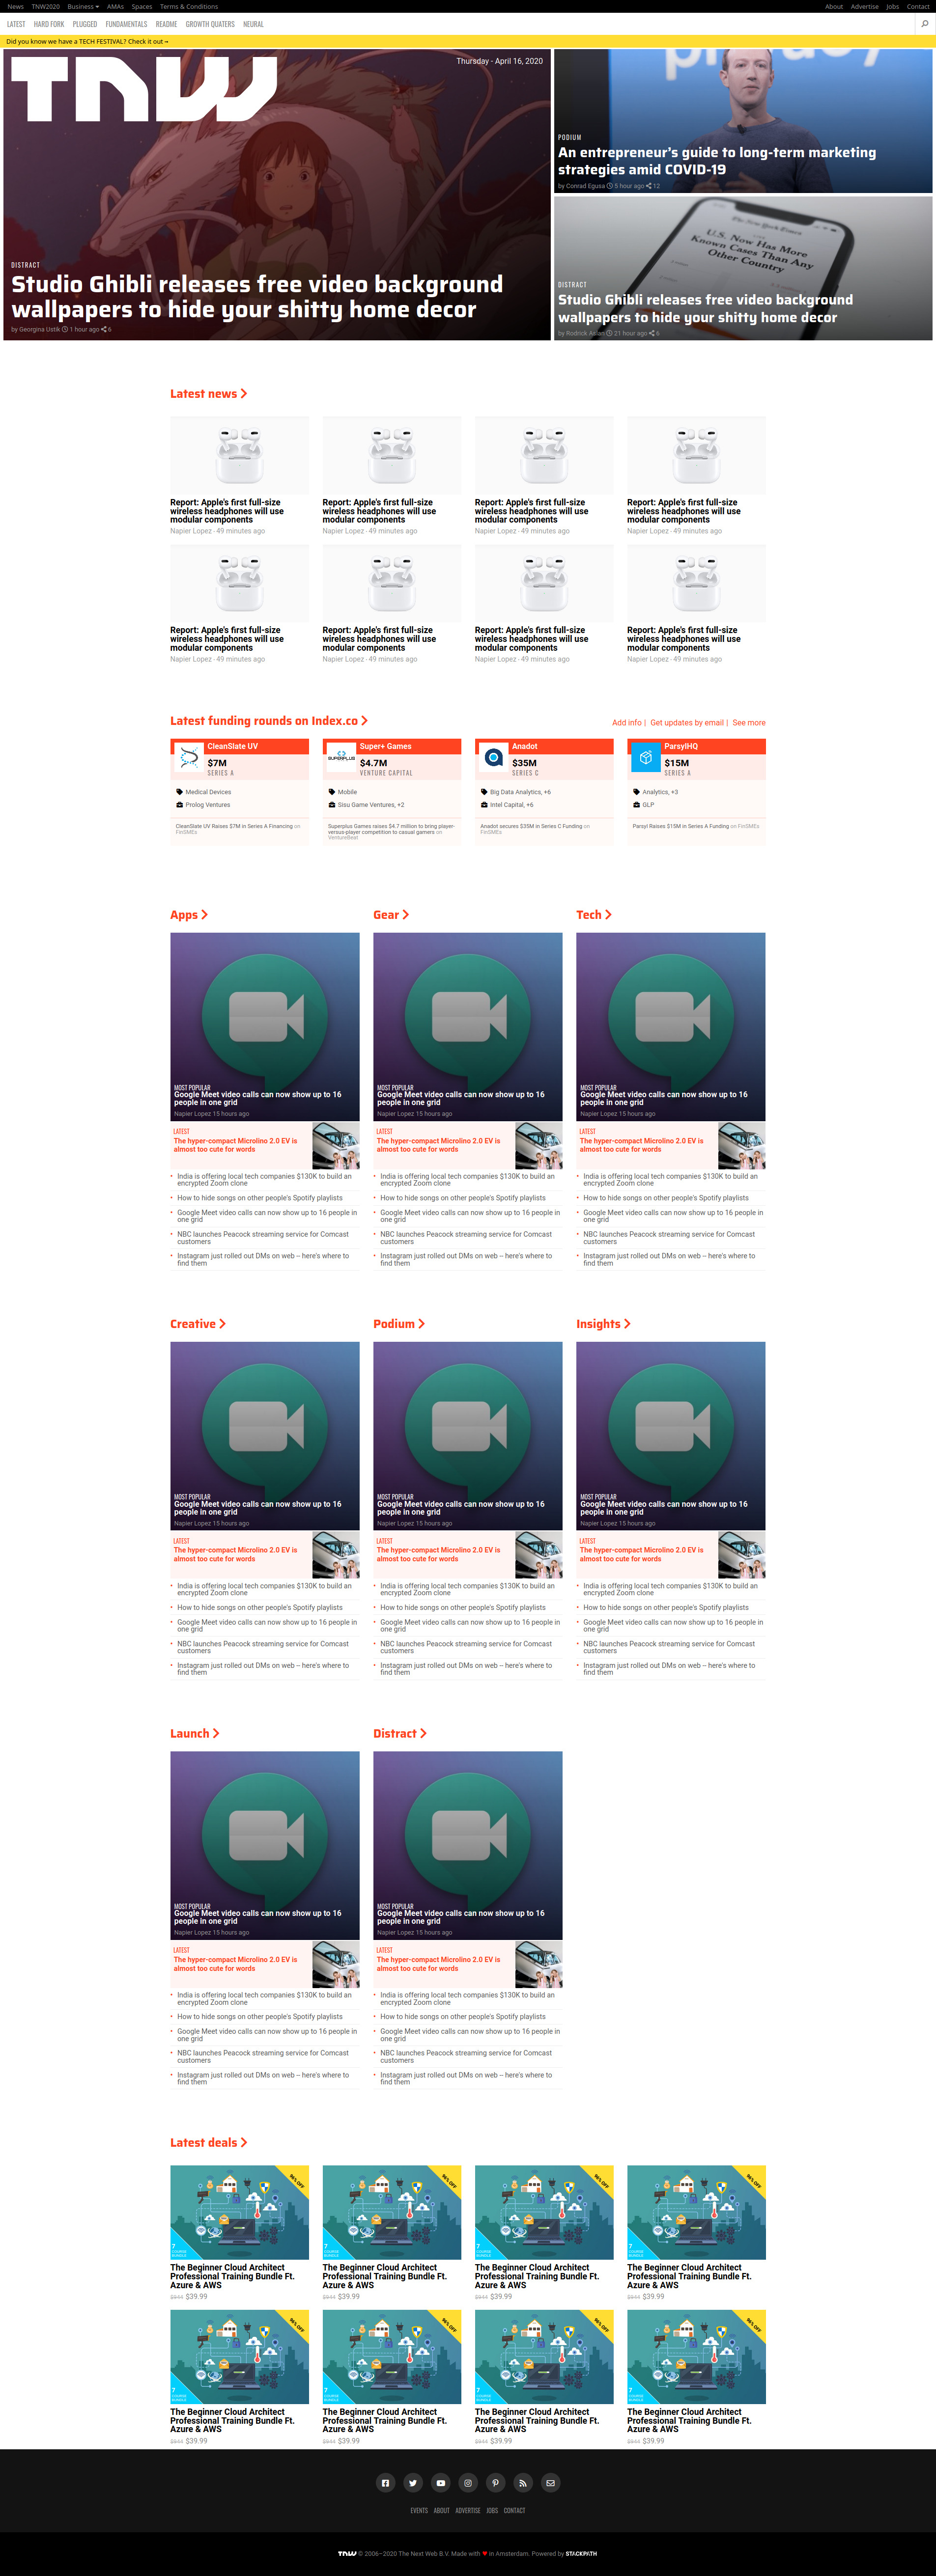 News TNW2020 Business AMAs Spaces Terms & Conditions
About Advertise Jobs Contact
LATEST HARD FORK PLUGGED FUNDAMENTALS README GROWTH QUATERS NEURAL
Did you know we have a TECH FESTIVAL? Check it out →
TNW
Thursday - April 16, 2020
DISTRACT
Studio Ghibli releases free video background
wallpapers to hide your shitty home decor
by Georgina Ustik 1 hour ago 6
PODIUM
An entrepreneur's guide to long-term marketing
strategies amid COVID-19
by Conrad Egusa 5 hour ago 12
The New York Times
U.S. Now Has More
Known Cases Than Any
Other Country
DISTRACT
Studio Ghibli releases free video background
wallpapers to hide your shitty home decor
21 hour ago 6
Latest news
Report: Apple's first full-size
wireless headphones will use
modular components
Napier Lopez - 49 minutes ago
Report: Apple's first full-size
wireless headphones will use
modular components
Napier Lopez - 49 minutes ago
Report: Apple's first full-size
wireless headphones will use
modular components
Napier Lopez - 49 minutes ago
Report: Apple's first full-size
wireless headphones will use
modular components
Napier Lopez - 49 minutes ago
Report: Apple's first full-size
wireless headphones will use
modular components
Napier Lopez - 49 minutes ago
Report: Apple's first full-size
wireless headphones will use
modular components
Napier Lopez - 49 minutes ago
Report: Apple's first full-size
wireless headphones will use
modular components
Napier Lopez - 49 minutes ago
Report: Apple's first full-size
wireless headphones will use
modular components
Napier Lopez - 49 minutes ago
Latest funding rounds on Index.co
Add info | Get updates by email | See more
CleanSlate UV
$7M
SERIES A
Medical Devices
Prolog Ventures
CleanSlate UV Raises $7M in Series A Financing on
FinSMEs
SUPERPLUS
Super+ Games
$4.7M
VENTURE CAPITAL
Mobile
Sisu Game Ventures, +2
Superplus Games raises $4.7 million to bring player-
versus-player competition to casual gamers on
VentureBeat
Anadot
$35M
SERIES C
Big Data Analytics, +6
Intel Capital, +6
Anadot secures $35M in Series C Funding on
FinSMEs
ParsylHQ
$15M
SERIES A
Analytics, +3
GLP
Parsyl Raises $15M in Series A Funding on FinSMEs
Apps
MOST POPULAR
Google Meet video calls can now show up to 16
people in one grid
Napier Lopez 15 hours ago
LATEST
The hyper-compact Microlino 2.0 EV is
almost too cute for words
India is offering local tech companies $130K to build an
encrypted Zoom clone
How to hide songs on other people's Spotify playlists
Google Meet video calls can now show up to 16 people in
one grid
NBC launches Peacock streaming service for Comcast
customers
Instagram just rolled out DMs on web – here's where to
find them
Gear
MOST POPULAR
Google Meet video calls can now show up to 16
people in one grid
Napier Lopez 15 hours ago
LATEST
The hyper-compact Microlino 2.0 EV is
almost too cute for words
India is offering local tech companies $130K to build an
encrypted Zoom clone
How to hide songs on other people's Spotify playlists
Google Meet video calls can now show up to 16 people in
one grid
NBC launches Peacock streaming service for Comcast
customers
Instagram just rolled out DMs on web – here's where to
find them
Tech
MOST POPULAR
Google Meet video calls can now show up to 16
people in one grid
Napier Lopez 15 hours ago
LATEST
The hyper-compact Microlino 2.0 EV is
almost too cute for words
India is offering local tech companies $130K to build an
encrypted Zoom clone
How to hide songs on other people's Spotify playlists
Google Meet video calls can now show up to 16 people in
one grid
NBC launches Peacock streaming service for Comcast
customers
Instagram just rolled out DMs on web – here's where to
find them
Creative
MOST POPULAR
Google Meet video calls can now show up to 16
people in one grid
Napier Lopez 15 hours ago
LATEST
The hyper-compact Microlino 2.0 EV is
almost too cute for words
India is offering local tech companies $130K to build an
encrypted Zoom clone
How to hide songs on other people's Spotify playlists
Google Meet video calls can now show up to 16 people in
one grid
NBC launches Peacock streaming service for Comcast
customers
Instagram just rolled out DMs on web – here's where to
find them
Podium
MOST POPULAR
Google Meet video calls can now show up to 16
people in one grid
Napier Lopez 15 hours ago
LATEST
The hyper-compact Microlino 2.0 EV is
almost too cute for words
India is offering local tech companies $130K to build an
encrypted Zoom clone
How to hide songs on other people's Spotify playlists
Google Meet video calls can now show up to 16 people in
one grid
NBC launches Peacock streaming service for Comcast
customers
Instagram just rolled out DMs on web – here's where to
find them
Insights
MOST POPULAR
Google Meet video calls can now show up to 16
people in one grid
Napier Lopez 15 hours ago
LATEST
The hyper-compact Microlino 2.0 EV is
almost too cute for words
India is offering local tech companies $130K to build an
encrypted Zoom clone
How to hide songs on other people's Spotify playlists
Google Meet video calls can now show up to 16 people in
one grid
NBC launches Peacock streaming service for Comcast
customers
Instagram just rolled out DMs on web – here's where to
find them
Launch
MOST POPULAR
Google Meet video calls can now show up to 16
people in one grid
Napier Lopez 15 hours ago
LATEST
The hyper-compact Microlino 2.0 EV is
almost too cute for words
India is offering local tech companies $130K to build an
encrypted Zoom clone
How to hide songs on other people's Spotify playlists
Google Meet video calls can now show up to 16 people in
one grid
NBC launches Peacock streaming service for Comcast
customers
Instagram just rolled out DMs on web – here's where to
find them
Distract
MOST POPULAR
Google Meet video calls can now show up to 16
people in one grid
Napier Lopez 15 hours ago
LATEST
The hyper-compact Microlino 2.0 EV is
almost too cute for words
India is offering local tech companies $130K to build an
encrypted Zoom clone
How to hide songs on other people's Spotify playlists
Google Meet video calls can now show up to 16 people in
one grid
NBC launches Peacock streaming service for Comcast
customers
Instagram just rolled out DMs on web – here's where to
find them
Latest deals
96% OFF
7
COURSE
BUNDLE
The Beginner Cloud Architect
Professional Training Bundle Ft.
Azure & AWS
$39.99
96% OFF
7
COURSE
BUNDLE
The Beginner Cloud Architect
Professional Training Bundle Ft.
Azure & AWS
$39.99
96% OFF
7
COURSE
BUNDLE
The Beginner Cloud Architect
Professional Training Bundle Ft.
Azure & AWS
$39.99
96% OFF
7
COURSE
BUNDLE
The Beginner Cloud Architect
Professional Training Bundle Ft.
Azure & AWS
$39.99
96% OFF
7
COURSE
BUNDLE
The Beginner Cloud Architect
Professional Training Bundle Ft.
Azure & AWS
$39.99
96% OFF
7
COURSE
BUNDLE
The Beginner Cloud Architect
Professional Training Bundle Ft.
Azure & AWS
$39.99
96% OFF
7
COURSE
BUNDLE
The Beginner Cloud Architect
Professional Training Bundle Ft.
Azure & AWS
$39.99
96% OFF
7
COURSE
BUNDLE
The Beginner Cloud Architect
Professional Training Bundle Ft.
Azure & AWS
$39.99
EVENTS ABOUT ADVERTISE JOBS CONTACT
TNW © 2006–2020 The Next Web B.V. Made with ♥ in Amsterdam. Powered by STACKPATH